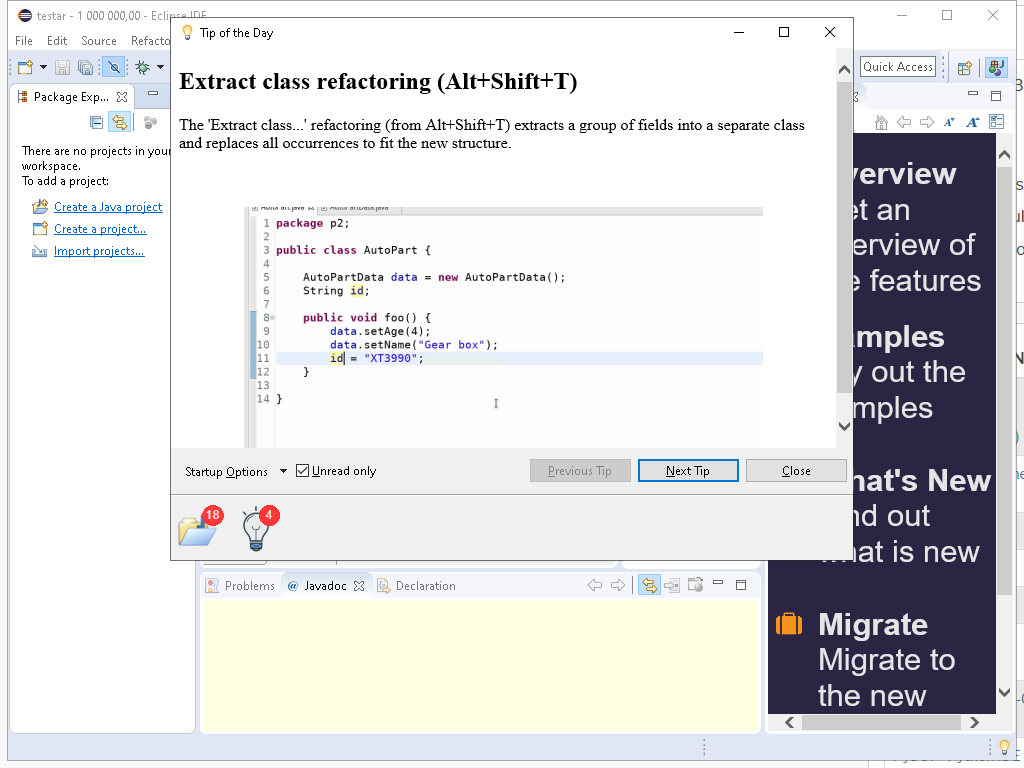 testar - 1 000 000,00 - Eclipse IDE
File Edit Source Refacto
Tip of the Day
Quick Access
Package Exp...
There are no projects in your
workspace.
To add a project:
Create a Java project
Create a project...
Import projects...
Extract class refactoring (Alt+Shift+T)
The 'Extract class...' refactoring (from Alt+Shift+T) extracts a group of fields into a separate class
and replaces all occurrences to fit the new structure.
1 package p2;
2
3 public class AutoPart {
4
5 AutoPartData data = new AutoPartData();
6 String id;
7
8 public void foo() {
9 data.setAge(4);
10 data.setName("Gear box");
11 id = "XT3990";
12 }
13
14 }
Startup Options
Unread only
Previous Tip
Next Tip
Close
18
4
verview
et an
erview of
e features
mples
y out the
mples
hat's New
nd out
what is new
Migrate
Migrate to
the new
Problems
@ Javadoc
Declaration